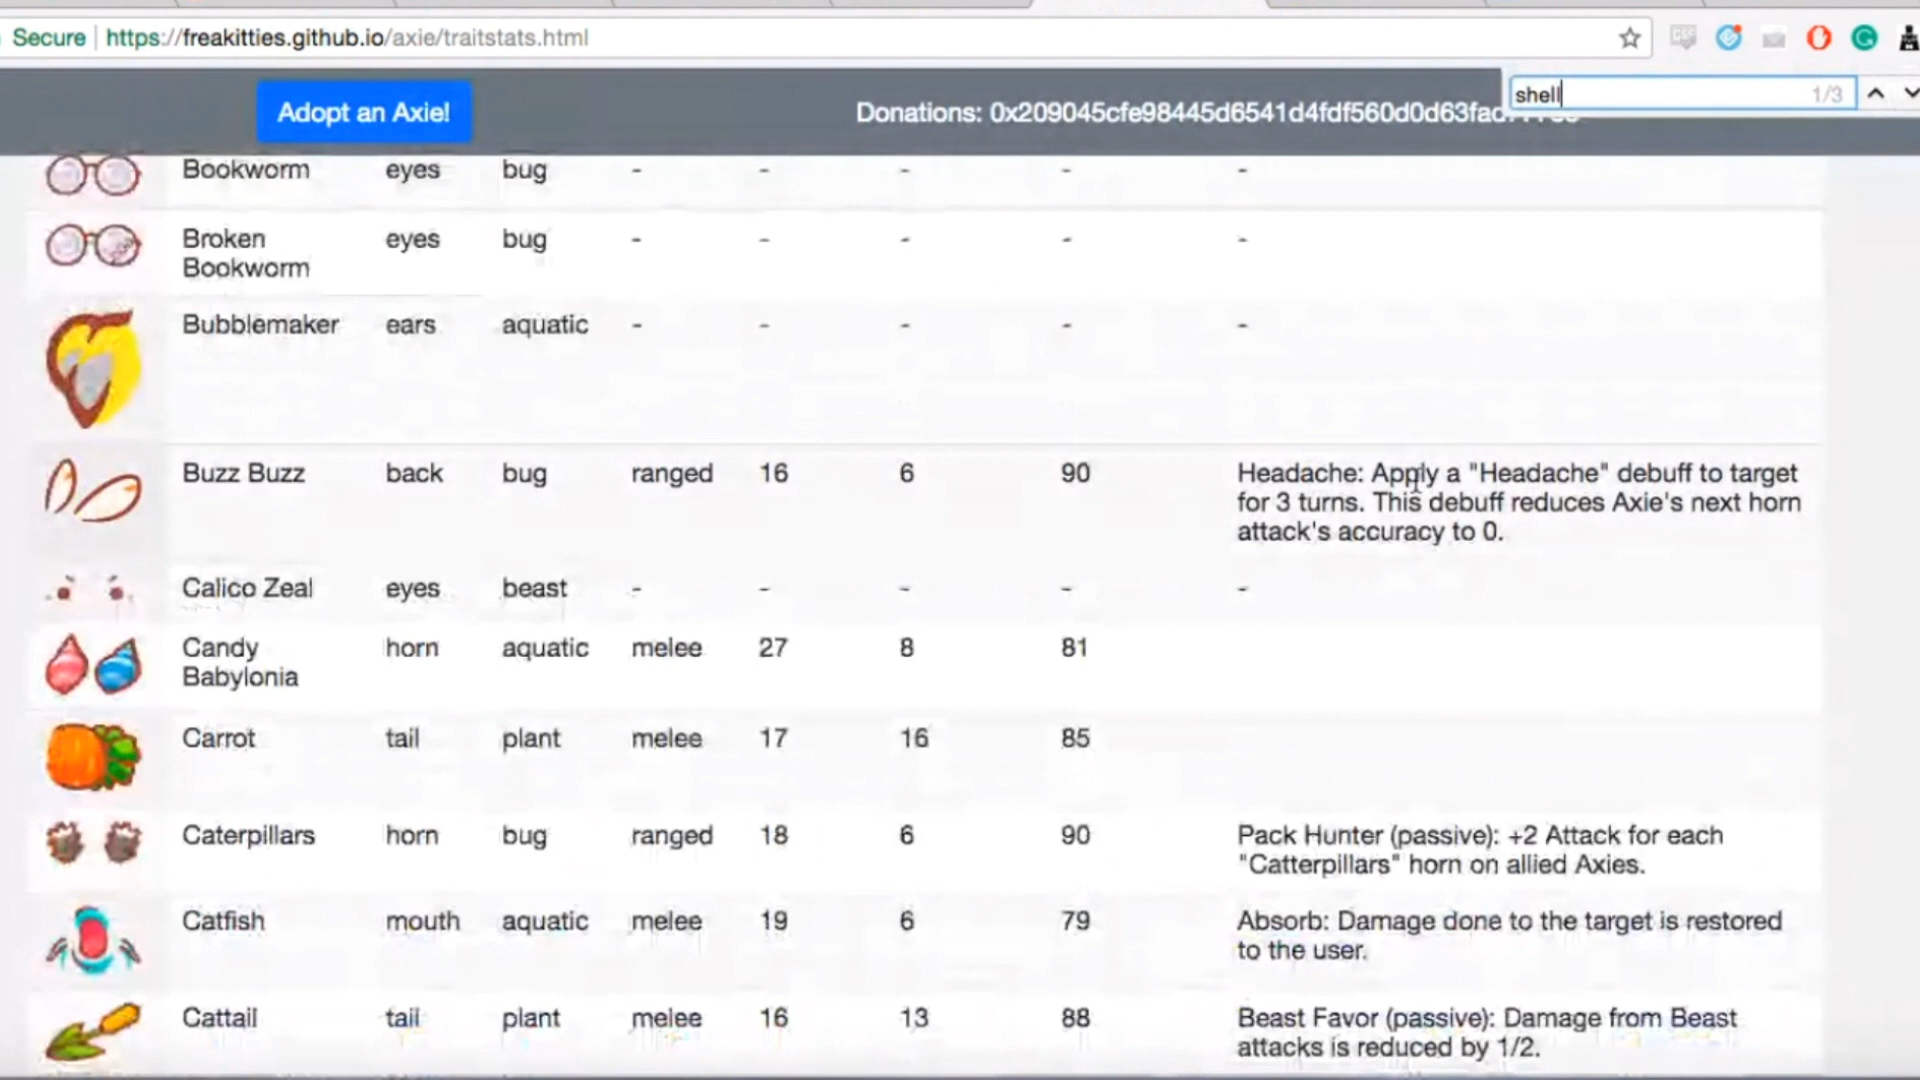 Secure https://freakitties.github.io/axie/traitstats.html
shell 1/3
Adopt an Axie! Donations: 0x209045cfe98445d6541d4fdf560d0d63fad
Bookworm eyes bug - - - - -
Broken Bookworm eyes bug - - - - -
Bubblemaker ears aquatic - - - - -
Buzz Buzz back bug ranged 16 6 90 Headache: Apply a "Headache" debuff to target
for 3 turns. This debuff reduces Axie's next horn
attack's accuracy to 0.
Calico Zeal eyes beast - - - - -
Candy Babylonia horn aquatic melee 27 8 81
Carrot tail plant melee 17 16 85
Caterpillars horn bug ranged 18 6 90 Pack Hunter (passive): +2 Attack for each
"Catterpillars" horn on allied Axies.
Catfish mouth aquatic melee 19 6 79 Absorb: Damage done to the target is restored
to the user.
Cattail tail plant melee 16 13 88 Beast Favor (passive): Damage from Beast
attacks is reduced by 1/2.